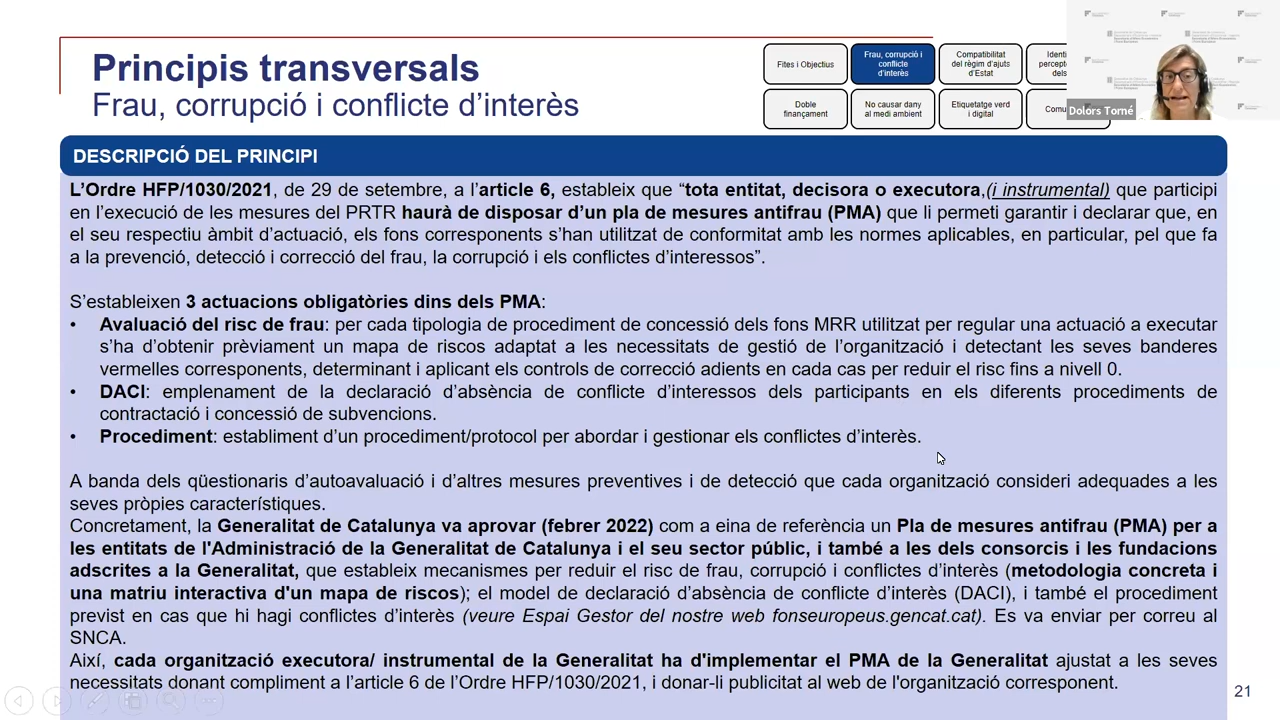 Principis transversals
Frau, corrupció i conflicte d’interès
Fites i Objectius
Frau, corrupció i
conflicte
d’interès
Compatibilitat
del règim d’ajuts
d’Estat
Doble
finançament
No causar dany
al medi ambient
Etiquetatge verd
i digital
Dolors Torné
DESCRIPCIÓ DEL PRINCIPI
L’Ordre HFP/1030/2021, de 29 de setembre, a l’article 6, estableix que “tota entitat, decisora o executora,(i instrumental) que participi
en l’execució de les mesures del PRTR haurà de disposar d’un pla de mesures antifrau (PMA) que li permeti garantir i declarar que, en
el seu respectiu àmbit d’actuació, els fons corresponents s’han utilitzat de conformitat amb les normes aplicables, en particular, pel que fa
a la prevenció, detecció i correcció del frau, la corrupció i els conflictes d’interessos”.
S’estableixen 3 actuacions obligatòries dins dels PMA:
• Avaluació del risc de frau: per cada tipologia de procediment de concessió dels fons MRR utilitzat per regular una actuació a executar
s’ha d’obtenir prèviament un mapa de riscos adaptat a les necessitats de gestió de l’organització i detectant les seves banderes
vermelles corresponents, determinant i aplicant els controls de correcció adients en cada cas per reduir el risc fins a nivell 0.
• DACI: emplenament de la declaració d’absència de conflicte d’interessos dels participants en els diferents procediments de
contractació i concessió de subvencions.
• Procediment: establiment d’un procediment/protocol per abordar i gestionar els conflictes d’interès.
A banda dels qüestionaris d’autoavaluació i d’altres mesures preventives i de detecció que cada organització consideri adequades a les
seves pròpies característiques.
Concretament, la Generalitat de Catalunya va aprovar (febrer 2022) com a eina de referència un Pla de mesures antifrau (PMA) per a
les entitats de l'Administració de la Generalitat de Catalunya i el seu sector públic, i també a les dels consorcis i les fundacions
adscrites a la Generalitat, que estableix mecanismes per reduir el risc de frau, corrupció i conflictes d’interès (metodologia concreta i
una matriu interactiva d'un mapa de riscos); el model de declaració d’absència de conflicte d’interès (DACI), i també el procediment
previst en cas que hi hagi conflictes d’interès (veure Espai Gestor del nostre web fonseuropeus.gencat.cat). Es va enviar per correu al
SNCA.
Així, cada organització executora/ instrumental de la Generalitat ha d'implementar el PMA de la Generalitat ajustat a les seves
necessitats donant compliment a l’article 6 de l’Ordre HFP/1030/2021, i donar-li publicitat al web de l'organització corresponent.
21